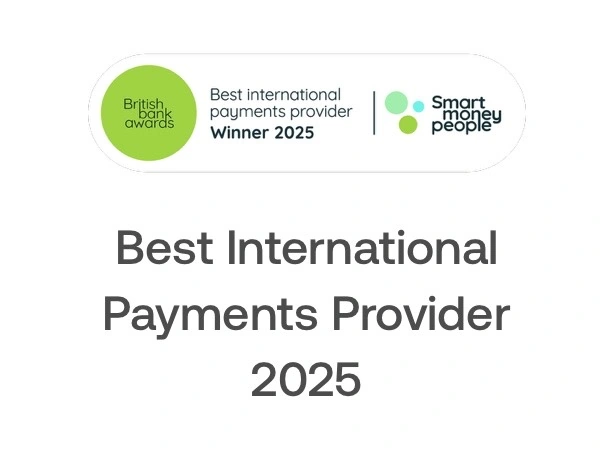 British
bank
awards
Best international
payments provider
Winner 2025
Smart
money
people
Best International
Payments Provider
2025